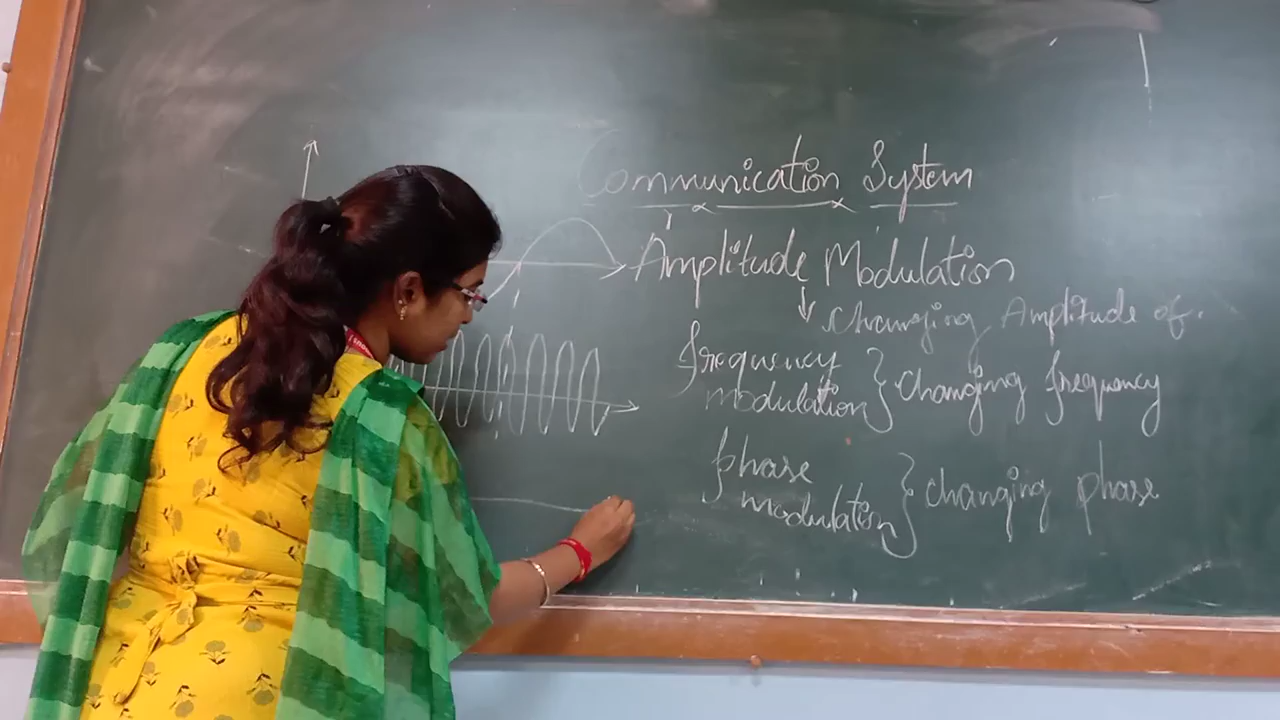 Communication System
Amplitude Modulation
Changing Amplitude of.
frequency
modulation } Changing frequency
phase
modulation } Changing phase